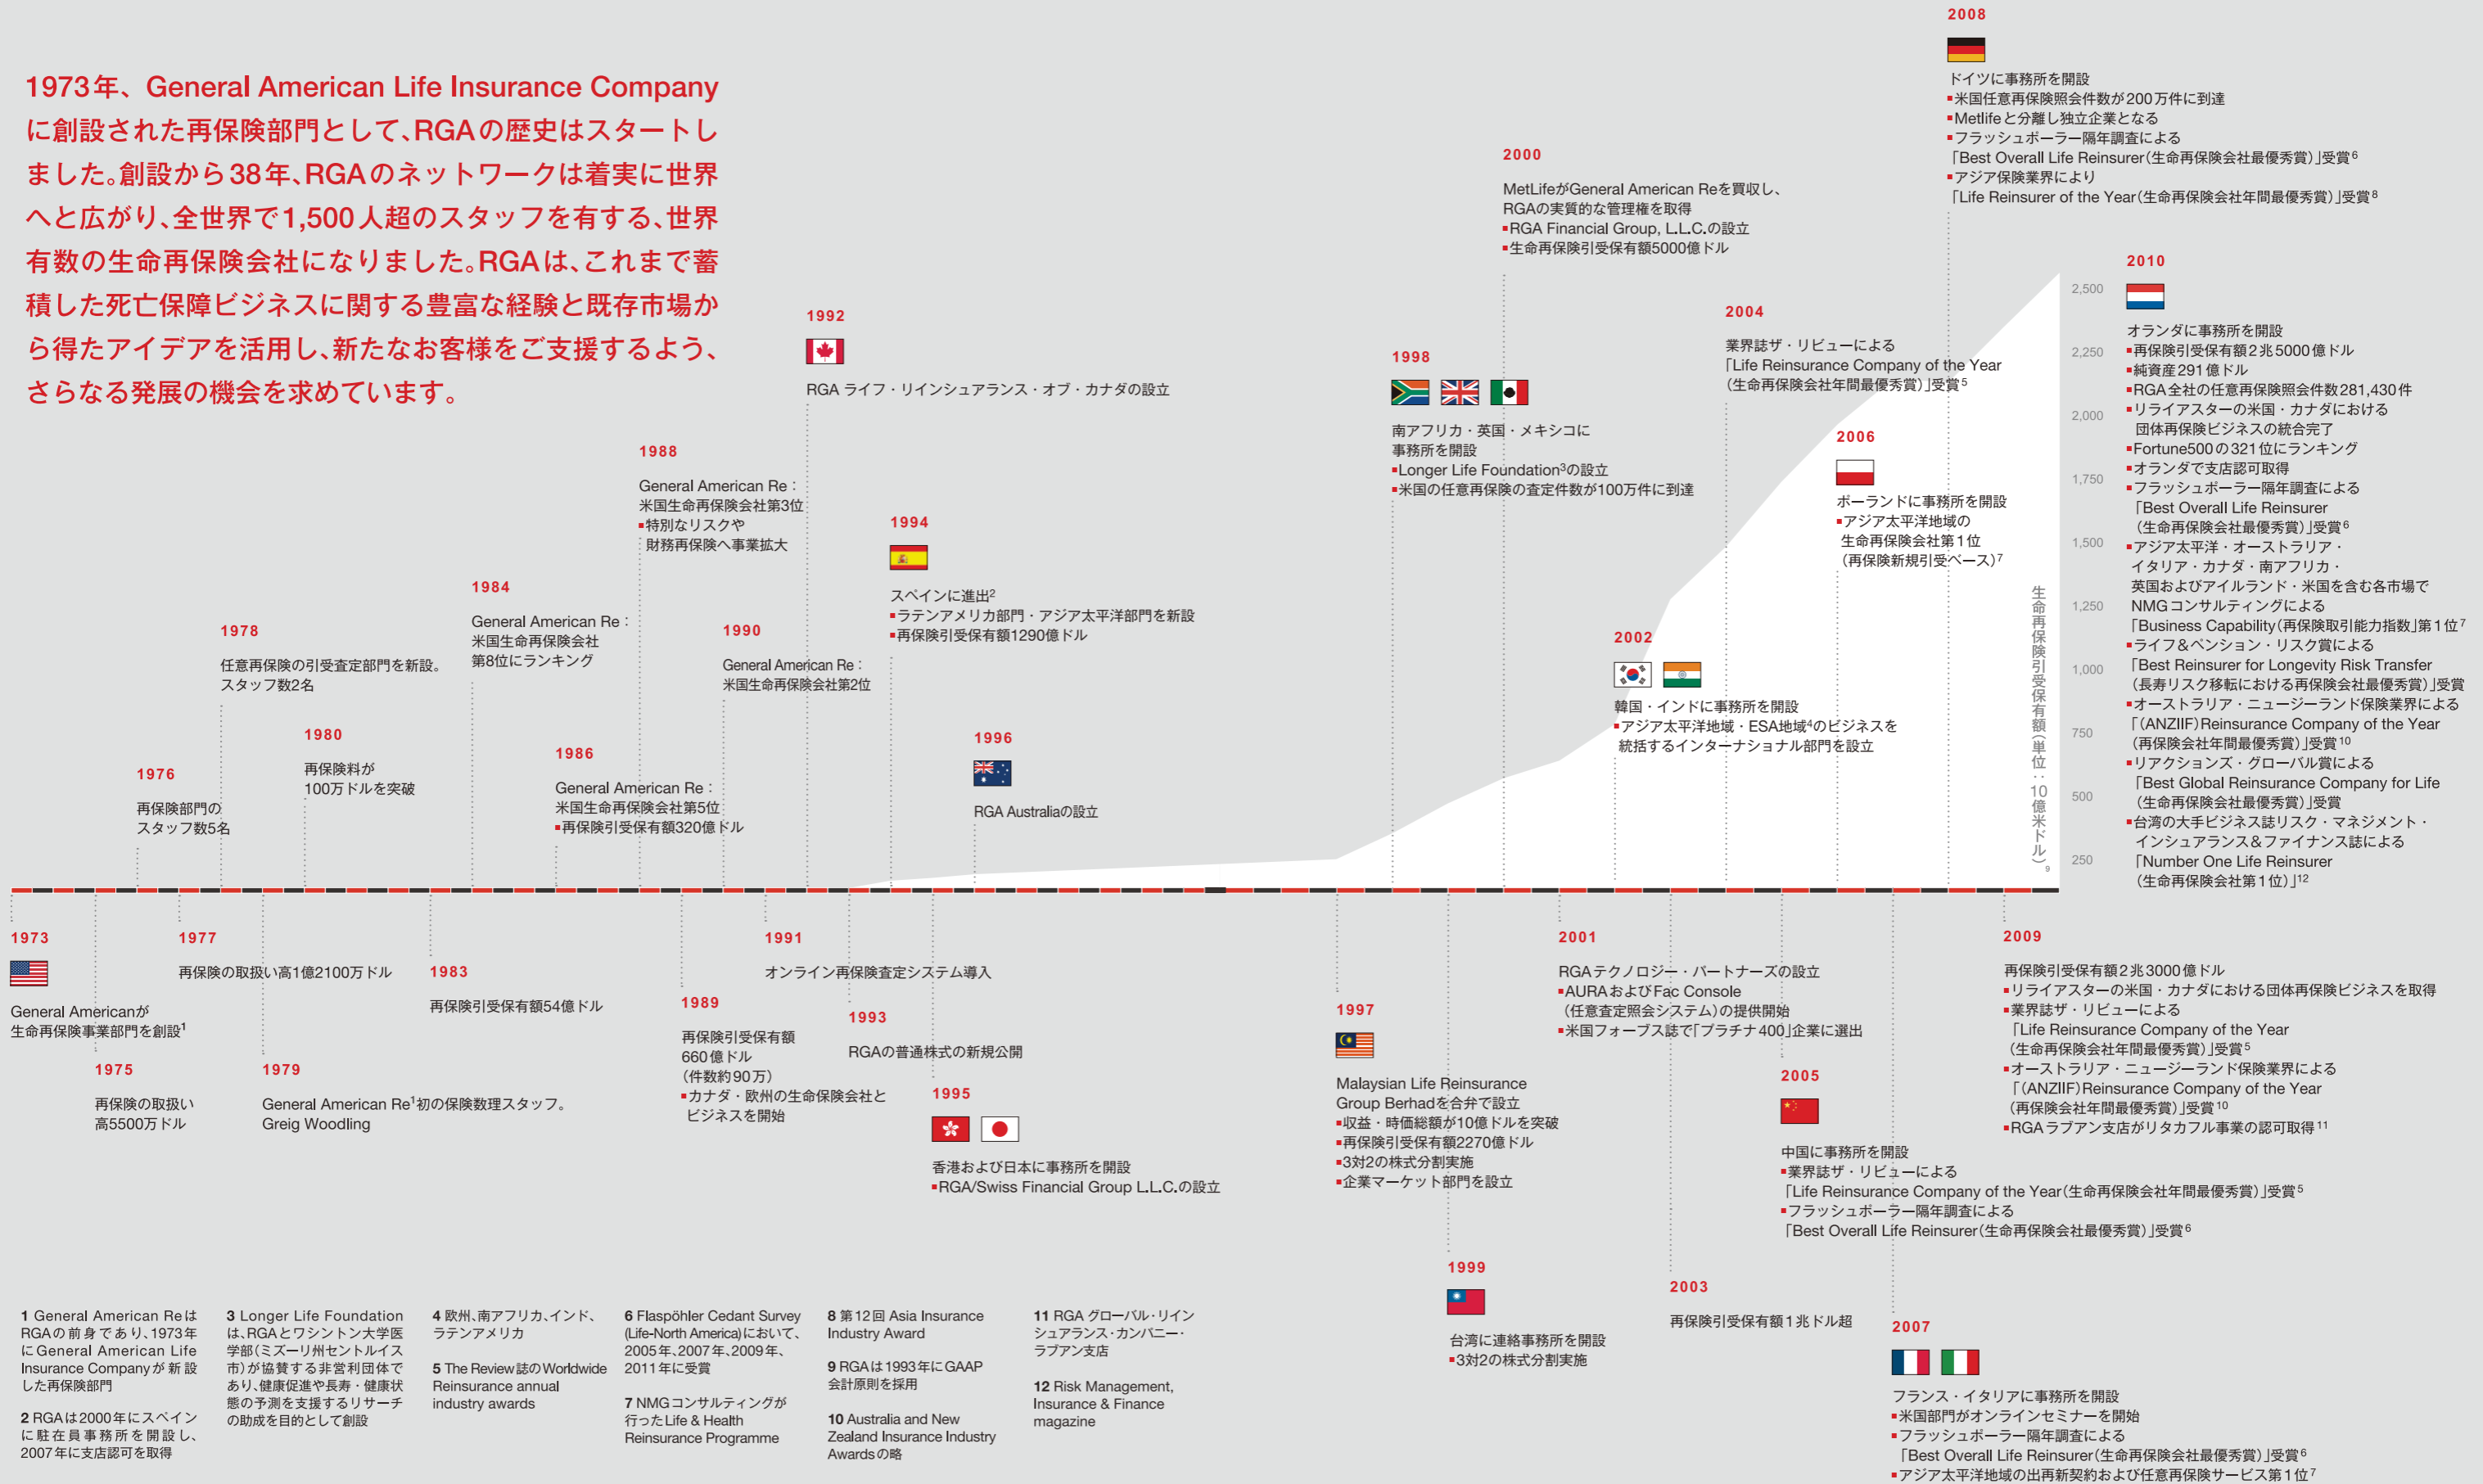 1973年、General American Life Insurance Company
に創設された再保険部門として、RGAの歴史はスタートし
ました。創設から38年、RGAのネットワークは着実に世界
へと広がり、全世界で1,500人超のスタッフを有する、世界
有数の生命再保険会社になりました。RGAは、これまで蓄
積した死亡保障ビジネスに関する豊富な経験と既存市場か
ら得たアイデアを活用し、新たなお客様をご支援するよう、
さらなる発展の機会を求めています。
1973
General Americanが
生命再保険事業部門を創設1
1975
再保険の取扱い
高5500万ドル
1976
再保険部門の
スタッフ数5名
1977
再保険の取扱い高1億2100万ドル
1978
任意再保険の引受査定部門を新設。
スタッフ数2名
1979
General American Re1初の保険数理スタッフ。
Greig Woodling
1980
再保険料が
100万ドルを突破
1983
再保険引受保有額54億ドル
1984
General American Re：
米国生命再保険会社
第8位にランキング
1986
General American Re：
米国生命再保険会社第5位
▪再保険引受保有額320億ドル
1988
General American Re：
米国生命再保険会社第3位
▪特別なリスクや
財務再保険へ事業拡大
1989
再保険引受保有額
660億ドル
（件数約90万）
▪カナダ・欧州の生命保険会社と
ビジネスを開始
1990
General American Re：
米国生命再保険会社第2位
1991
オンライン再保険査定システム導入
1992
RGA ライフ・リインシュアランス・オブ・カナダの設立
1993
RGAの普通株式の新規公開
1994
スペインに進出2
▪ラテンアメリカ部門・アジア太平洋部門を新設
▪再保険引受保有額1290億ドル
1995
香港および日本に事務所を開設
▪RGA/Swiss Financial Group L.L.C.の設立
1996
RGA Australiaの設立
1997
Malaysian Life Reinsurance
Group Berhadを合弁で設立
▪収益・時価総額が10億ドルを突破
▪再保険引受保有額2270億ドル
▪3対2の株式分割実施
▪企業マーケット部門を設立
1998
南アフリカ・英国・メキシコに
事務所を開設
▪Longer Life Foundation3の設立
▪米国の任意再保険の査定件数が100万件に到達
1999
台湾に連絡事務所を開設
▪3対2の株式分割実施
2000
MetLifeがGeneral American Reを買収し、
RGAの実質的な管理権を取得
▪RGA Financial Group, L.L.C.の設立
▪生命再保険引受保有額5000億ドル
2001
RGAテクノロジー・パートナーズの設立
▪AURAおよびFac Console
（任意査定照会システム）の提供開始
▪米国フォーブス誌で「プラチナ400」企業に選出
2002
韓国・インドに事務所を開設
▪アジア太平洋地域・ESA地域4のビジネスを
統括するインターナショナル部門を設立
2003
再保険引受保有額1兆ドル超
2004
業界誌ザ・リビューによる
「Life Reinsurance Company of the Year
（生命再保険会社年間最優秀賞）」受賞5
2005
中国に事務所を開設
▪業界誌ザ・リビューによる
「Life Reinsurance Company of the Year（生命再保険会社年間最優秀賞）」受賞5
▪フラッシュポーラー隔年調査による
「Best Overall Life Reinsurer（生命再保険会社最優秀賞）」受賞6
2006
ポーランドに事務所を開設
▪アジア太平洋地域の
生命再保険会社第1位
（再保険新規引受ベース）7
2007
フランス・イタリアに事務所を開設
▪米国部門がオンラインセミナーを開始
▪フラッシュポーラー隔年調査による
「Best Overall Life Reinsurer（生命再保険会社最優秀賞）」受賞6
▪アジア太平洋地域の出再新契約および任意再保険サービス第1位7
2008
ドイツに事務所を開設
▪米国任意再保険照会件数が200万件に到達
▪Metlifeと分離し独立企業となる
▪フラッシュポーラー隔年調査による
「Best Overall Life Reinsurer（生命再保険会社最優秀賞）」受賞6
▪アジア保険業界により
「Life Reinsurer of the Year（生命再保険会社年間最優秀賞）」受賞8
2009
再保険引受保有額2兆3000億ドル
▪リライアスターの米国・カナダにおける団体再保険ビジネスを取得
▪業界誌ザ・リビューによる
「Life Reinsurance Company of the Year
（生命再保険会社年間最優秀賞）」受賞5
▪オーストラリア・ニュージーランド保険業界による
「（ANZIIF）Reinsurance Company of the Year
（再保険会社年間最優秀賞）」受賞10
▪RGAラブアン支店がリタカフル事業の認可取得11
2010
オランダに事務所を開設
▪再保険引受保有額2兆5000億ドル
▪純資産291億ドル
▪RGA全社の任意再保険照会件数281,430件
▪リライアスターの米国・カナダにおける
団体再保険ビジネスの統合完了
▪Fortune500の321位にランキング
▪オランダで支店認可取得
▪フラッシュポーラー隔年調査による
「Best Overall Life Reinsurer
（生命再保険会社最優秀賞）」受賞6
▪アジア太平洋・オーストラリア・
イタリア・カナダ・南アフリカ・
英国およびアイルランド・米国を含む各市場で
NMGコンサルティングによる
「Business Capability（再保険取引能力指数）」第1位7
▪ライフ＆ペンション・リスク賞による
「Best Reinsurer for Longevity Risk Transfer
（長寿リスク移転における再保険会社最優秀賞）」受賞
▪オーストラリア・ニュージーランド保険業界による
「（ANZIIF）Reinsurance Company of the Year
（再保険会社年間最優秀賞）」受賞10
▪リアクションズ・グローバル賞による
「Best Global Reinsurance Company for Life
（生命再保険会社最優秀賞）」受賞
▪台湾の大手ビジネス誌リスク・マネジメント・
インシュアランス＆ファイナンス誌による
「Number One Life Reinsurer
（生命再保険会社第1位）」12
2,500
2,250
2,000
1,750
1,500
1,250
1,000
750
500
250
生命再保険引受保有額（単位：10億米ドル）9
1 General American Reは
RGAの前身であり、1973年
にGeneral American Life
Insurance Companyが新設
した再保険部門
2 RGAは2000年にスペイン
に駐在員事務所を開設し、
2007年に支店認可を取得
3 Longer Life Foundation
は、RGAとワシントン大学医
学部（ミズーリ州セントルイス
市）が協賛する非営利団体で
あり、健康促進や長寿・健康状
態の予測を支援するリサーチ
の助成を目的として創設
4 欧州、南アフリカ、インド、
ラテンアメリカ
5 The Review誌のWorldwide
Reinsurance annual
industry awards
6 Flaspöhler Cedant Survey
(Life-North America)において、
2005年、2007年、2009年、
2011年に受賞
7 NMGコンサルティングが
行ったLife & Health
Reinsurance Programme
8 第12回 Asia Insurance
Industry Award
9 RGAは1993年にGAAP
会計原則を採用
10 Australia and New
Zealand Insurance Industry
Awardsの略
11 RGA グローバル・リイン
シュアランス・カンパニー・
ラブアン支店
12 Risk Management,
Insurance & Finance
magazine